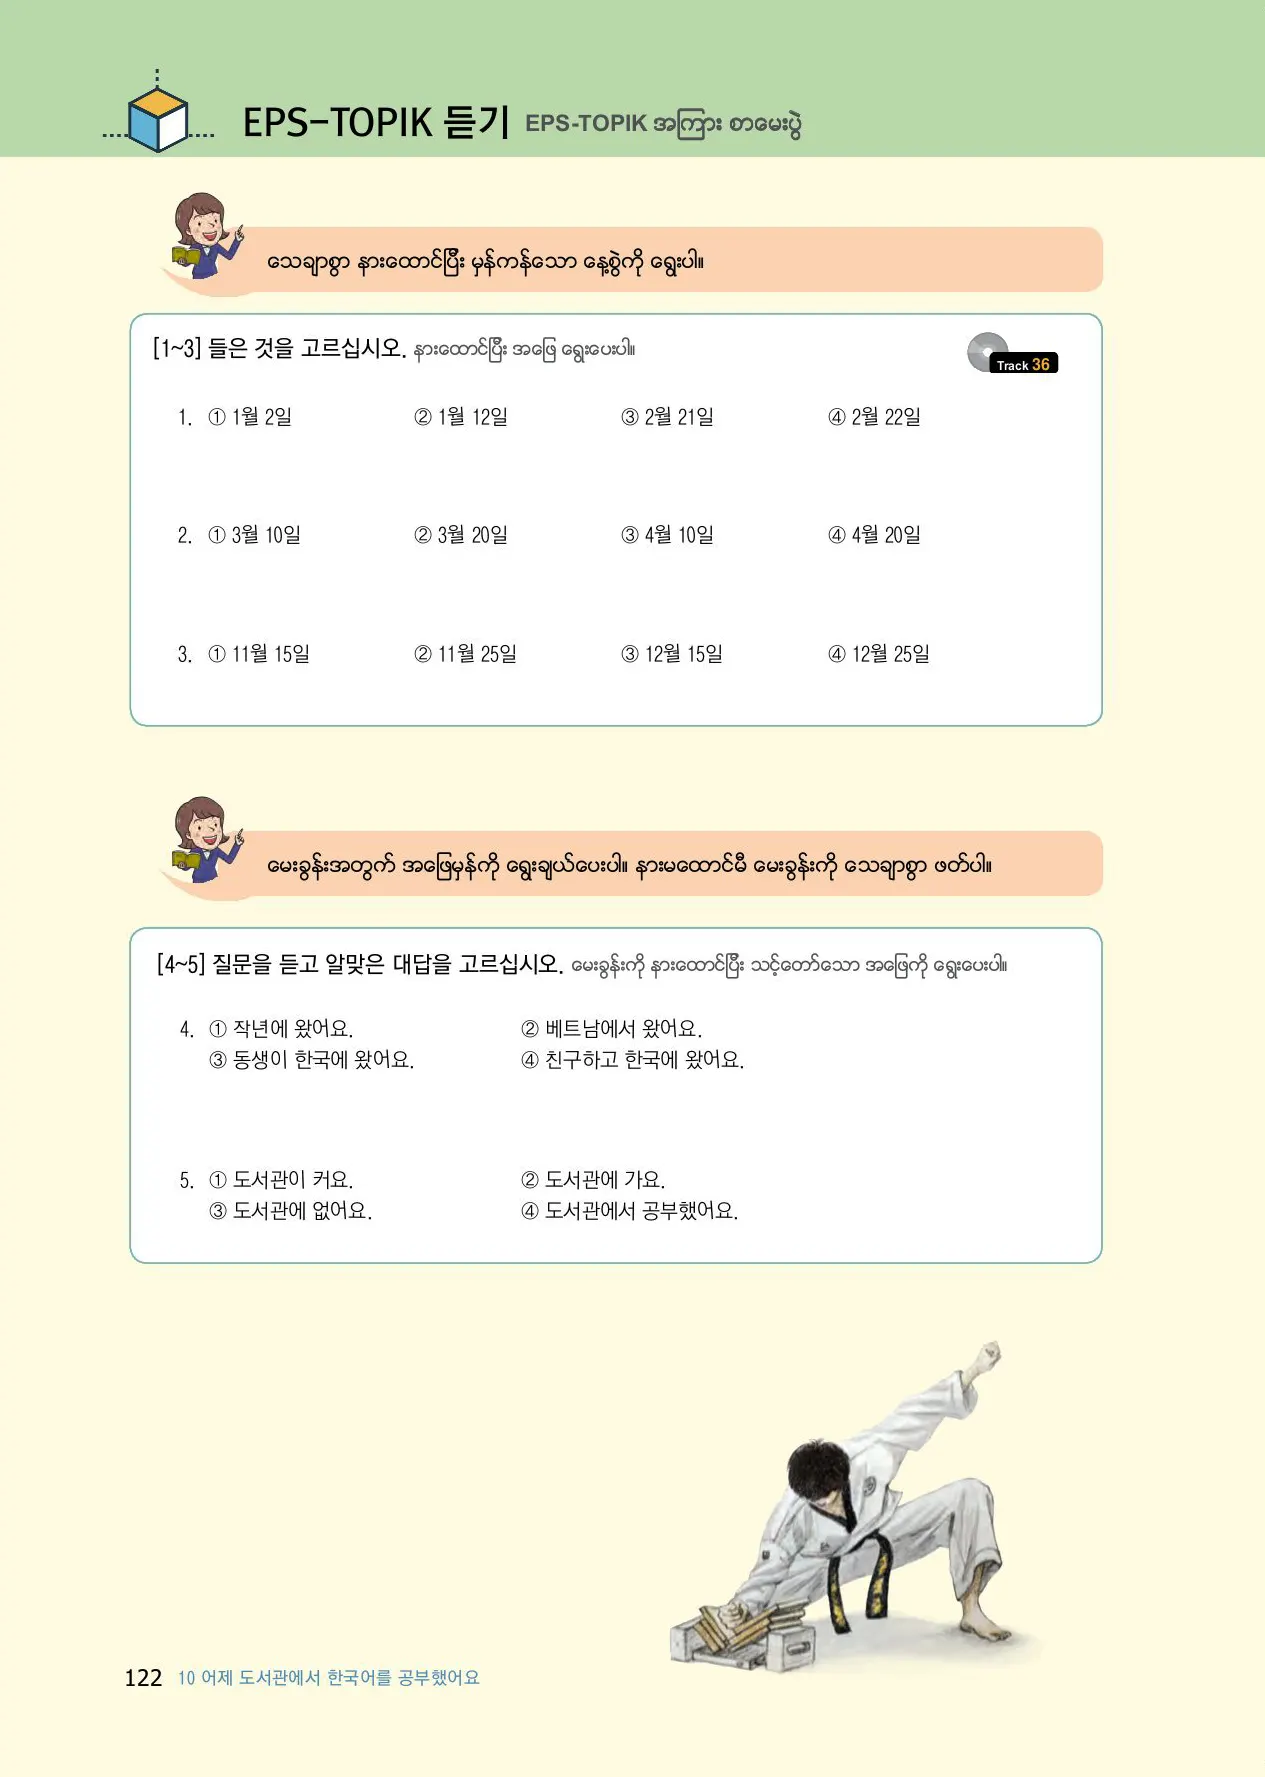 EPS-TOPIK 듣기 EPS-TOPIK အကြား စာမေးပွဲ
သေချာစွာ နားထောင်ပြီး မှန်ကန်သော နေ့စွဲကို ရွေးပါ။
[1~3] 들은 것을 고르십시오. နားထောင်ပြီး အဖြေ ရွေးပေးပါ။
Track 36
1. ① 1월 2일 ② 1월 12일 ③ 2월 21일 ④ 2월 22일
2. ① 3월 10일 ② 3월 20일 ③ 4월 10일 ④ 4월 20일
3. ① 11월 15일 ② 11월 25일 ③ 12월 15일 ④ 12월 25일
မေးခွန်းအတွက် အဖြေမှန်ကို ရွေးချယ်ပေးပါ။ နားမထောင်မီ မေးခွန်းကို သေချာစွာ ဖတ်ပါ။
[4~5] 질문을 듣고 알맞은 대답을 고르십시오. မေးခွန်းကို နားထောင်ပြီး သင့်တော်သော အဖြေကို ရွေးပေးပါ။
4. ① 작년에 왔어요. ② 베트남에서 왔어요.
③ 동생이 한국에 왔어요. ④ 친구하고 한국에 왔어요.
5. ① 도서관이 커요. ② 도서관에 가요.
③ 도서관에 없어요. ④ 도서관에서 공부했어요.
122 10 어제 도서관에서 한국어를 공부했어요